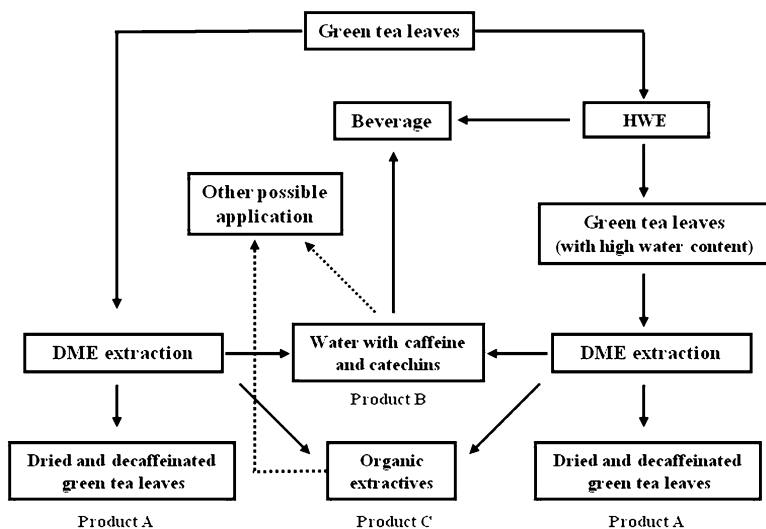 Green tea leaves
Beverage
HWE
Other possible
application
Green tea leaves
(with high water content)
DME extraction
Water with caffeine
and catechins
DME extraction
Product B
Dried and decaffeinated
green tea leaves
Organic
extractives
Dried and decaffeinated
green tea leaves
Product A
Product C
Product A